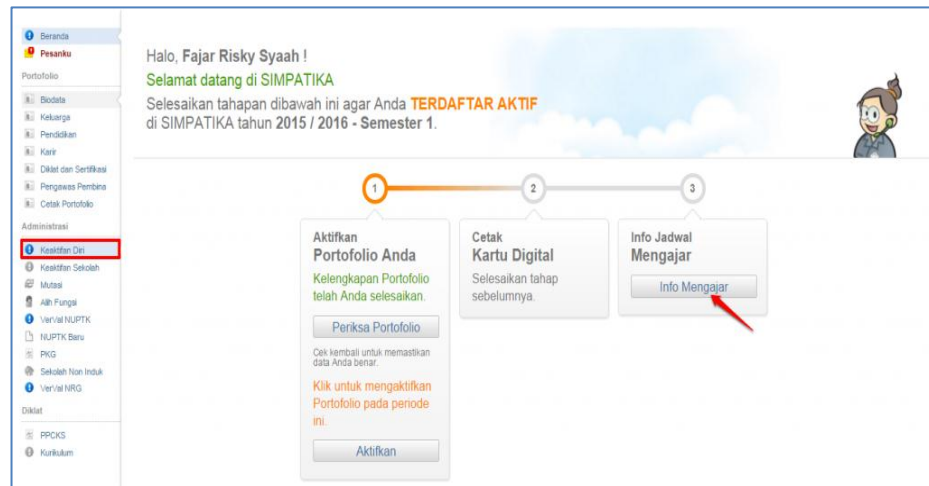 Beranda
Pesanku
Portofolio
Biodata
Keluarga
Pendidikan
Karir
Diklat dan Sertifikasi
Pengawas Pembina
Cetak Portofolio
Administrasi
Keaktifan Diri
Keaktifan Sekolah
Mutasi
Alih Fungsi
VerVal NUPTK
NUPTK Baru
PKG
Sekolah Non Induk
VerVal NRG
Diklat
PPCKS
Kurikulum
Halo, Fajar Risky Syaah !
Selamat datang di SIMPATIKA
Selesaikan tahapan dibawah ini agar Anda TERDAFTAR AKTIF
di SIMPATIKA tahun 2015 / 2016 - Semester 1.
1
Aktifkan
Portofolio Anda
Kelengkapan Portofolio
telah Anda selesaikan.
Periksa Portofolio
Cek kembali untuk memastikan
data Anda benar.
Klik untuk mengaktifkan
Portofolio pada periode
ini.
Aktifkan
2
Cetak
Kartu Digital
Selesaikan tahap
sebelumnya.
3
Info Jadwal
Mengajar
Info Mengajar